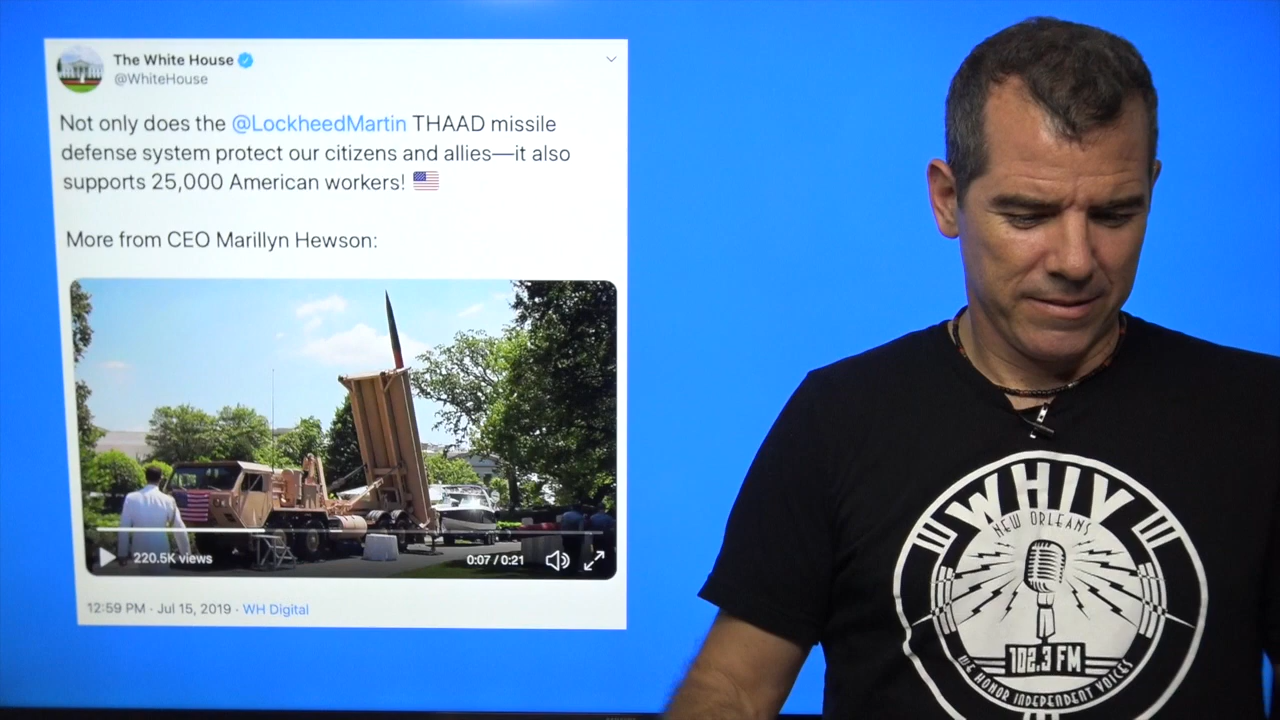 The White House
@WhiteHouse
Not only does the @LockheedMartin THAAD missile
defense system protect our citizens and allies—it also
supports 25,000 American workers! 🇺🇸
More from CEO Marillyn Hewson:
220.5K views
0:07 / 0:21
12:59 PM · Jul 15, 2019 · WH Digital
WHIV
NEW ORLEANS
102.3 FM
WE HONOR INDEPENDENT VOICES